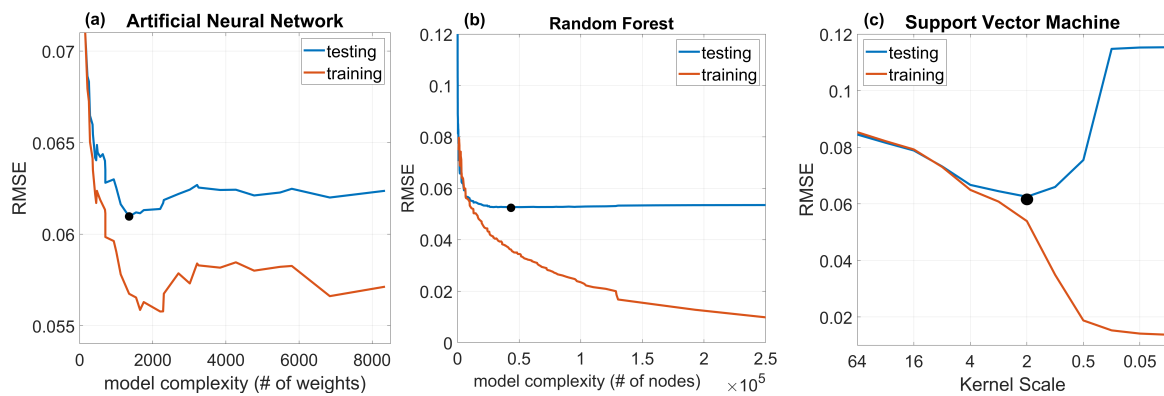 (a) Artificial Neural Network
testing
training
0.07
0.065
0.06
0.055
RMSE
0 2000 4000 6000 8000
model complexity (# of weights)
(b) Random Forest
testing
training
0.12
0.1
0.08
0.06
0.04
0.02
0
RMSE
0 0.5 1 1.5 2 2.5
model complexity (# of nodes) ×10^5
(c) Support Vector Machine
testing
training
0.12
0.1
0.08
0.06
0.04
0.02
RMSE
64 16 4 2 0.5 0.05
Kernel Scale